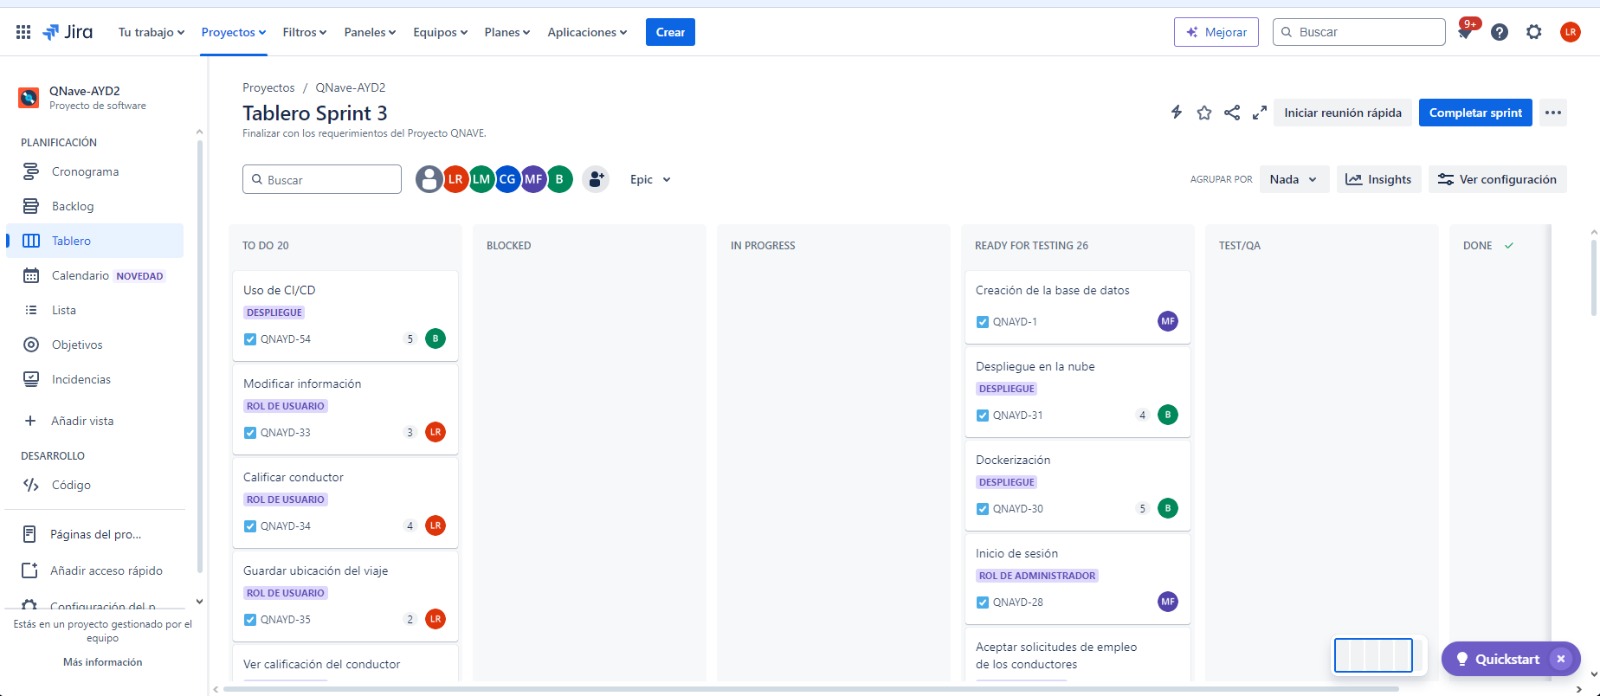 Jira
Tu trabajo
Proyectos
Filtros
Paneles
Equipos
Planes
Aplicaciones
Crear
Mejorar
Buscar
9+
LR
QNave-AYD2
Proyecto de software
PLANIFICACIÓN
Cronograma
Backlog
Tablero
Calendario NOVEDAD
Lista
Objetivos
Incidencias
Añadir vista
DESARROLLO
Código
Páginas del pro...
Añadir acceso rápido
Configuración del p
Estás en un proyecto gestionado por el
equipo
Más información
Proyectos / QNave-AYD2
Tablero Sprint 3
Finalizar con los requerimientos del Proyecto QNAVE.
Iniciar reunión rápida
Completar sprint
Buscar
LR LM CG MF B
Epic
AGRUPAR POR
Nada
Insights
Ver configuración
TO DO 20
Uso de CI/CD
DESPLIEGUE
QNAYD-54 5 B
Modificar información
ROL DE USUARIO
QNAYD-33 3 LR
Calificar conductor
ROL DE USUARIO
QNAYD-34 4 LR
Guardar ubicación del viaje
ROL DE USUARIO
QNAYD-35 2 LR
Ver calificación del conductor
BLOCKED
IN PROGRESS
READY FOR TESTING 26
Creación de la base de datos
QNAYD-1 MF
Despliegue en la nube
DESPLIEGUE
QNAYD-31 4 B
Dockerización
DESPLIEGUE
QNAYD-30 5 B
Inicio de sesión
ROL DE ADMINISTRADOR
QNAYD-28 MF
Aceptar solicitudes de empleo
de los conductores
TEST/QA
DONE
Quickstart